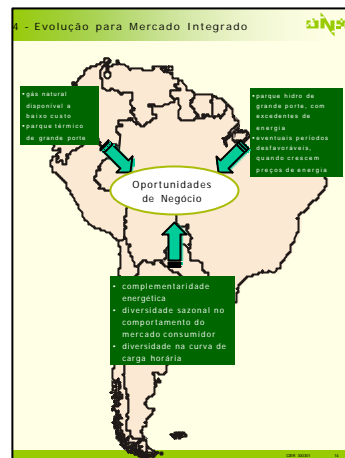 4 - Evolução para Mercado Integrado
ons
•gás natural
disponível a
baixo custo
•parque térmico
de grande porte
•parque hidro de
grande porte, com
excedentes de
energia
•eventuais períodos
desfavoráveis,
quando crescem
preços de energia
Oportunidades
de Negócio
• complementaridade
energética
• diversidade sazonal no
comportamento do
mercado consumidor
• diversidade na curva de
carga horária